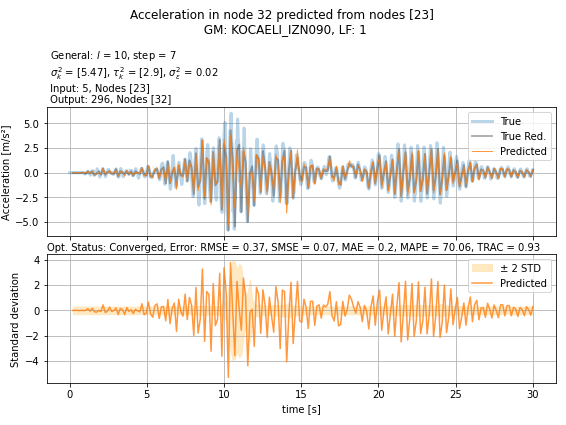 Acceleration in node 32 predicted from nodes [23]
GM: KOCAELI_IZN090, LF: 1
General: l = 10, step = 7
σ²ₖ = [5.47], τ²ₖ = [2.9], σ²ε = 0.02
Input: 5, Nodes [23]
Output: 296, Nodes [32]
Acceleration [m/s²]
5.0
2.5
0.0
−2.5
−5.0
True
True Red.
Predicted
Opt. Status: Converged, Error: RMSE = 0.37, SMSE = 0.07, MAE = 0.2, MAPE = 70.06, TRAC = 0.93
Standard deviation
4
2
0
−2
−4
± 2 STD
Predicted
0 5 10 15 20 25 30
time [s]